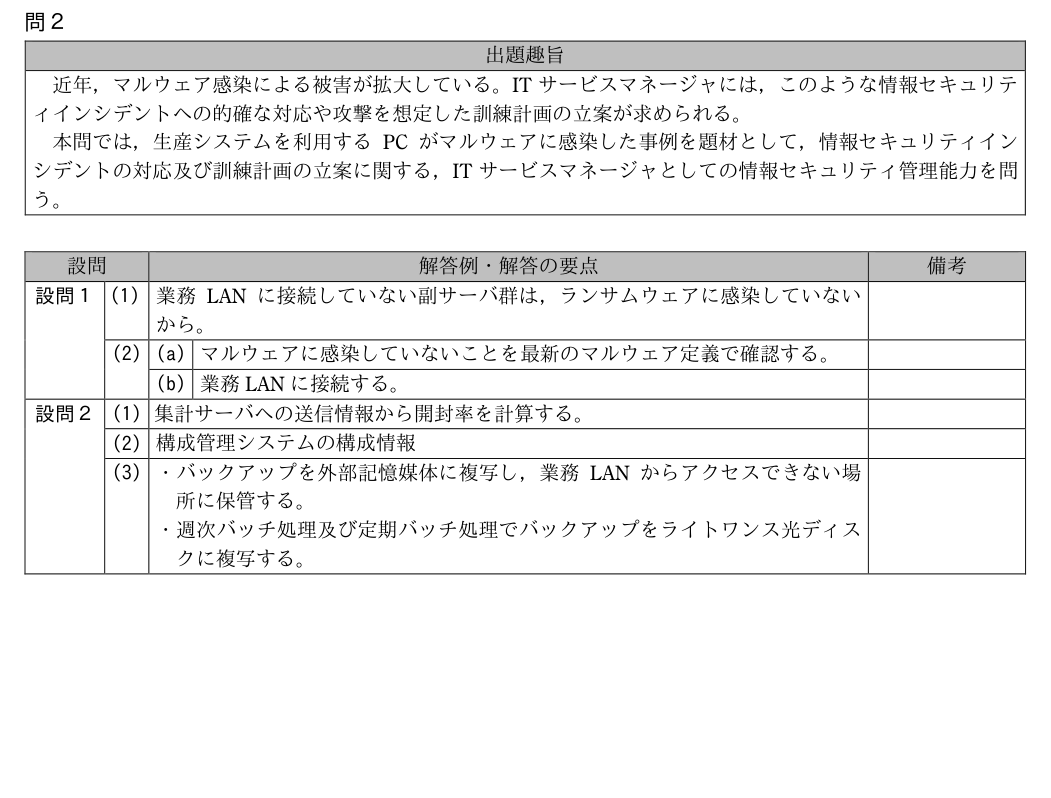 問2
出題趣旨
近年，マルウェア感染による被害が拡大している。IT サービスマネージャには，このような情報セキュリテ
ィインシデントへの的確な対応や攻撃を想定した訓練計画の立案が求められる。
本問では，生産システムを利用する PC がマルウェアに感染した事例を題材として，情報セキュリティイン
シデントの対応及び訓練計画の立案に関する，IT サービスマネージャとしての情報セキュリティ管理能力を問
う。
設問 解答例・解答の要点 備考
設問1 (1) 業務 LAN に接続していない副サーバ群は，ランサムウェアに感染していない
から。
(2) (a) マルウェアに感染していないことを最新のマルウェア定義で確認する。
(b) 業務 LAN に接続する。
設問2 (1) 集計サーバへの送信情報から開封率を計算する。
(2) 構成管理システムの構成情報
(3) ・バックアップを外部記憶媒体に複写し，業務 LAN からアクセスできない場
所に保管する。
・週次バッチ処理及び定期バッチ処理でバックアップをライトワンス光ディス
クに複写する。